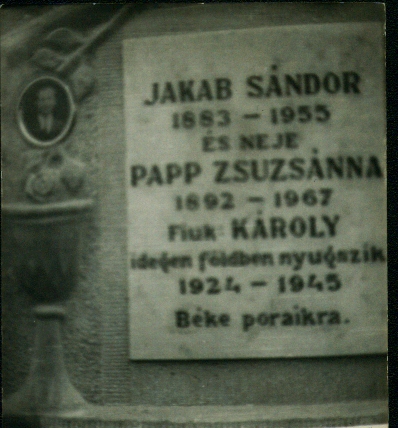 JAKAB SÁNDOR
1883 - 1955
ÉS NEJE
PAPP ZSUZSÁNNA
1892 - 1967
Fiuk KÁROLY
idegen földben nyugszik
1924 - 1945
Béke poraikra.